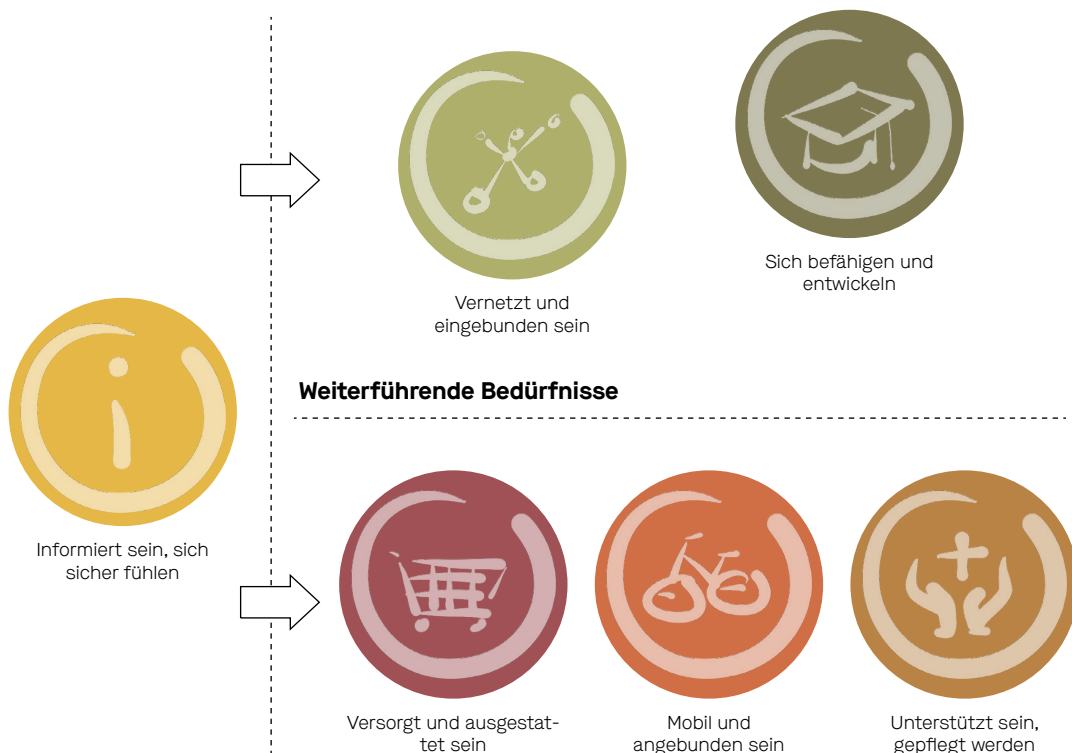 Sich befähigen und
entwickeln
Vernetzt und
eingebunden sein
Weiterführende Bedürfnisse
Informiert sein, sich
sicher fühlen
Versorgt und ausgestat-
tet sein
Mobil und
angebunden sein
Unterstützt sein,
gepflegt werden